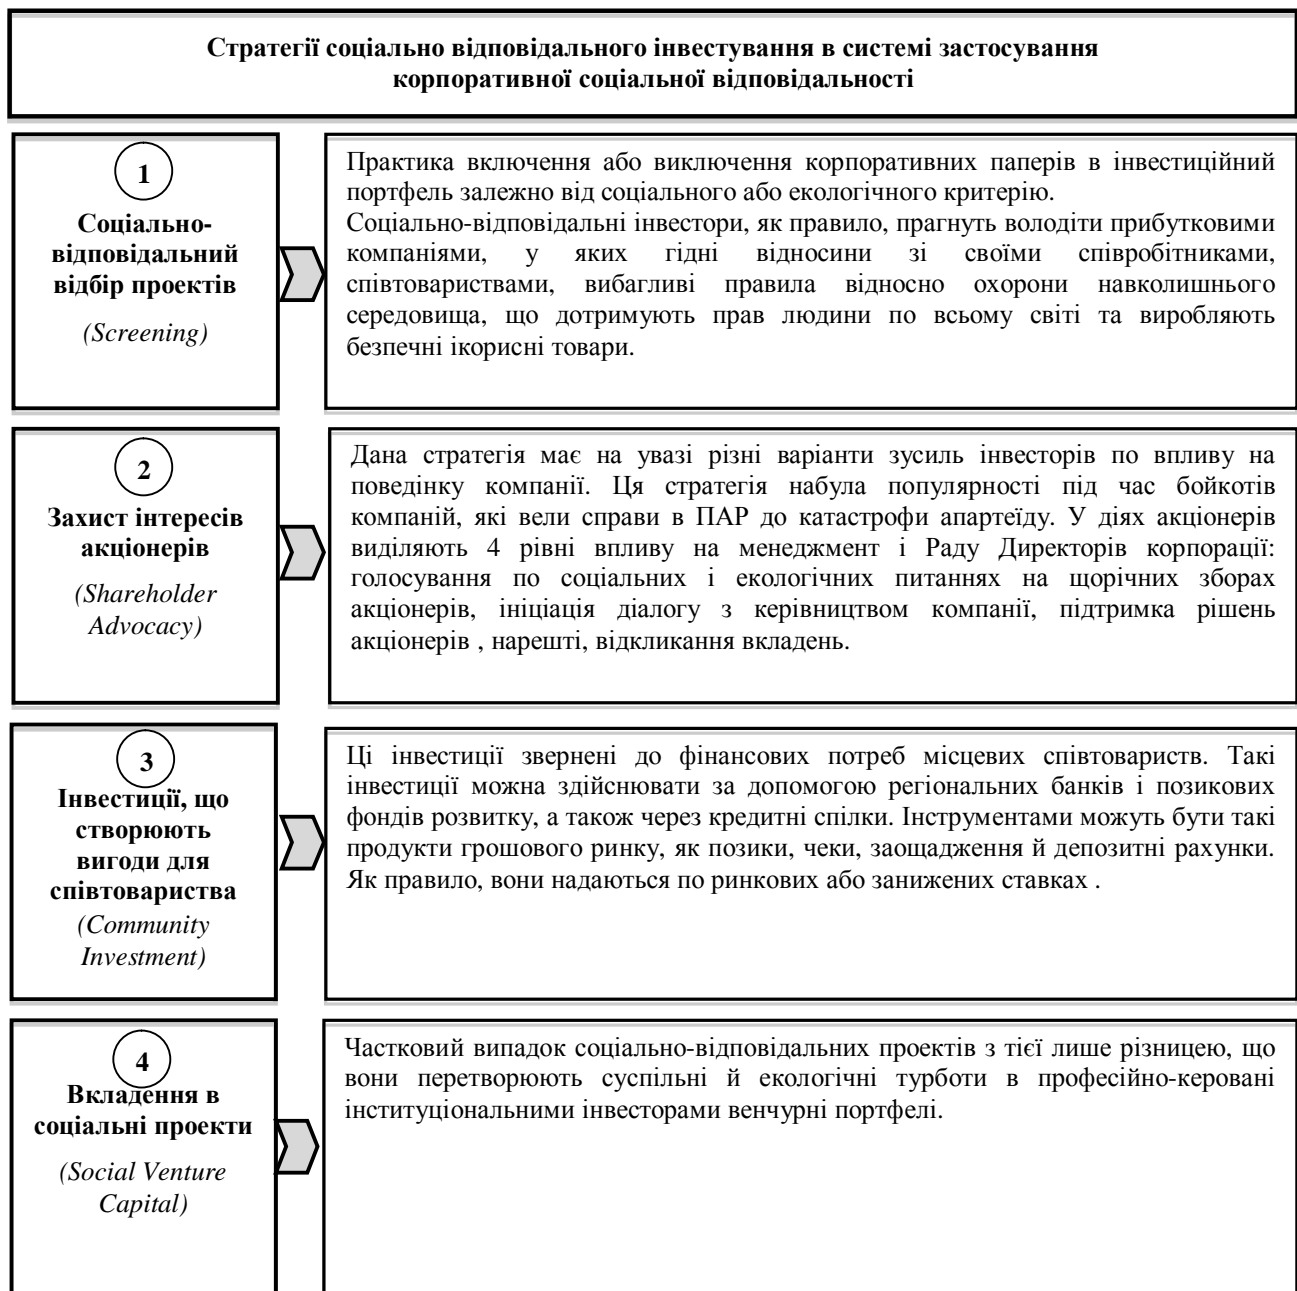 Стратегії соціально відповідального інвестування в системі застосування
корпоративної соціальної відповідальності
1
Соціально-
відповідальний
відбір проектів
(Screening)
Практика включення або виключення корпоративних паперів в інвестиційний
портфель залежно від соціального або екологічного критерію.
Соціально-відповідальні інвестори, як правило, прагнуть володіти прибутковими
компаніями, у яких гідні відносини зі своїми співробітниками,
співтовариствами, вибагливі правила відносно охорони навколишнього
середовища, що дотримують прав людини по всьому світі та виробляють
безпечні ікорисні товари.
2
Захист інтересів
акціонерів
(Shareholder
Advocacy)
Дана стратегія має на увазі різні варіанти зусиль інвесторів по впливу на
поведінку компанії. Ця стратегія набула популярності під час бойкотів
компаній, які вели справи в ПАР до катастрофи апартеїду. У діях акціонерів
виділяють 4 рівні впливу на менеджмент і Раду Директорів корпорації:
голосування по соціальних і екологічних питаннях на щорічних зборах
акціонерів, ініціація діалогу з керівництвом компанії, підтримка рішень
акціонерів , нарешті, відкликання вкладень.
3
Інвестиції, що
створюють
вигоди для
співтовариства
(Community
Investment)
Ці інвестиції звернені до фінансових потреб місцевих співтовариств. Такі
інвестиції можна здійснювати за допомогою регіональних банків і позикових
фондів розвитку, а також через кредитні спілки. Інструментами можуть бути такі
продукти грошового ринку, як позики, чеки, заощадження й депозитні рахунки.
Як правило, вони надаються по ринкових або занижених ставках .
4
Вкладення в
соціальні проекти
(Social Venture
Capital)
Частковий випадок соціально-відповідальних проектів з тієї лише різницею, що
вони перетворюють суспільні й екологічні турботи в професійно-керовані
інституціональними інвесторами венчурні портфелі.